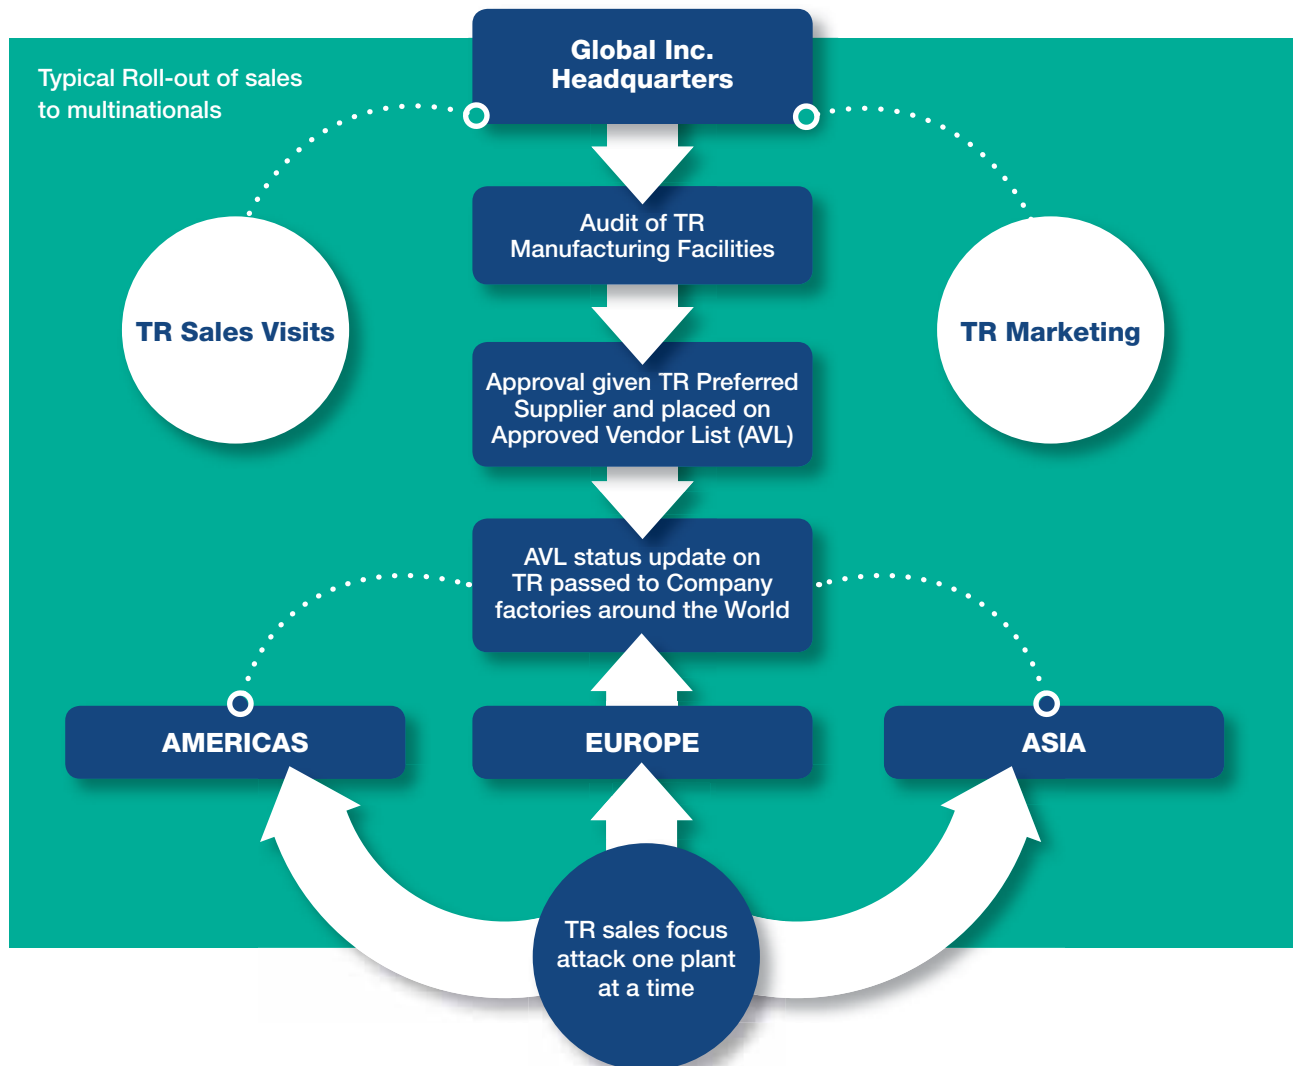 Typical Roll-out of sales
to multinationals
Global Inc.
Headquarters
Audit of TR
Manufacturing Facilities
TR Sales Visits
TR Marketing
Approval given TR Preferred
Supplier and placed on
Approved Vendor List (AVL)
AVL status update on
TR passed to Company
factories around the World
AMERICAS
EUROPE
ASIA
TR sales focus
attack one plant
at a time